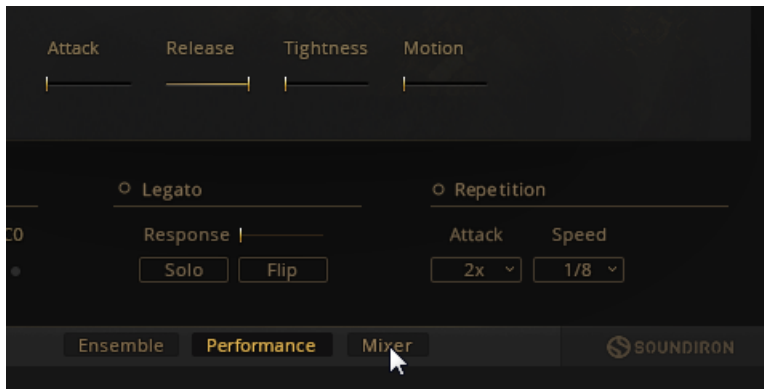 Attack Release Tightness Motion
Legato Repetition
C0 Response Attack Speed
Solo Flip 2x 1/8
Ensemble Performance Mixer SOUNDIRON